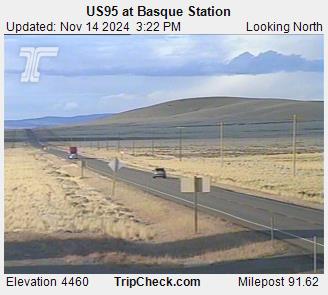 US95 at Basque Station
Updated: Nov 14 2024 3:22 PM Looking North
Elevation 4460 TripCheck.com Milepost 91.62